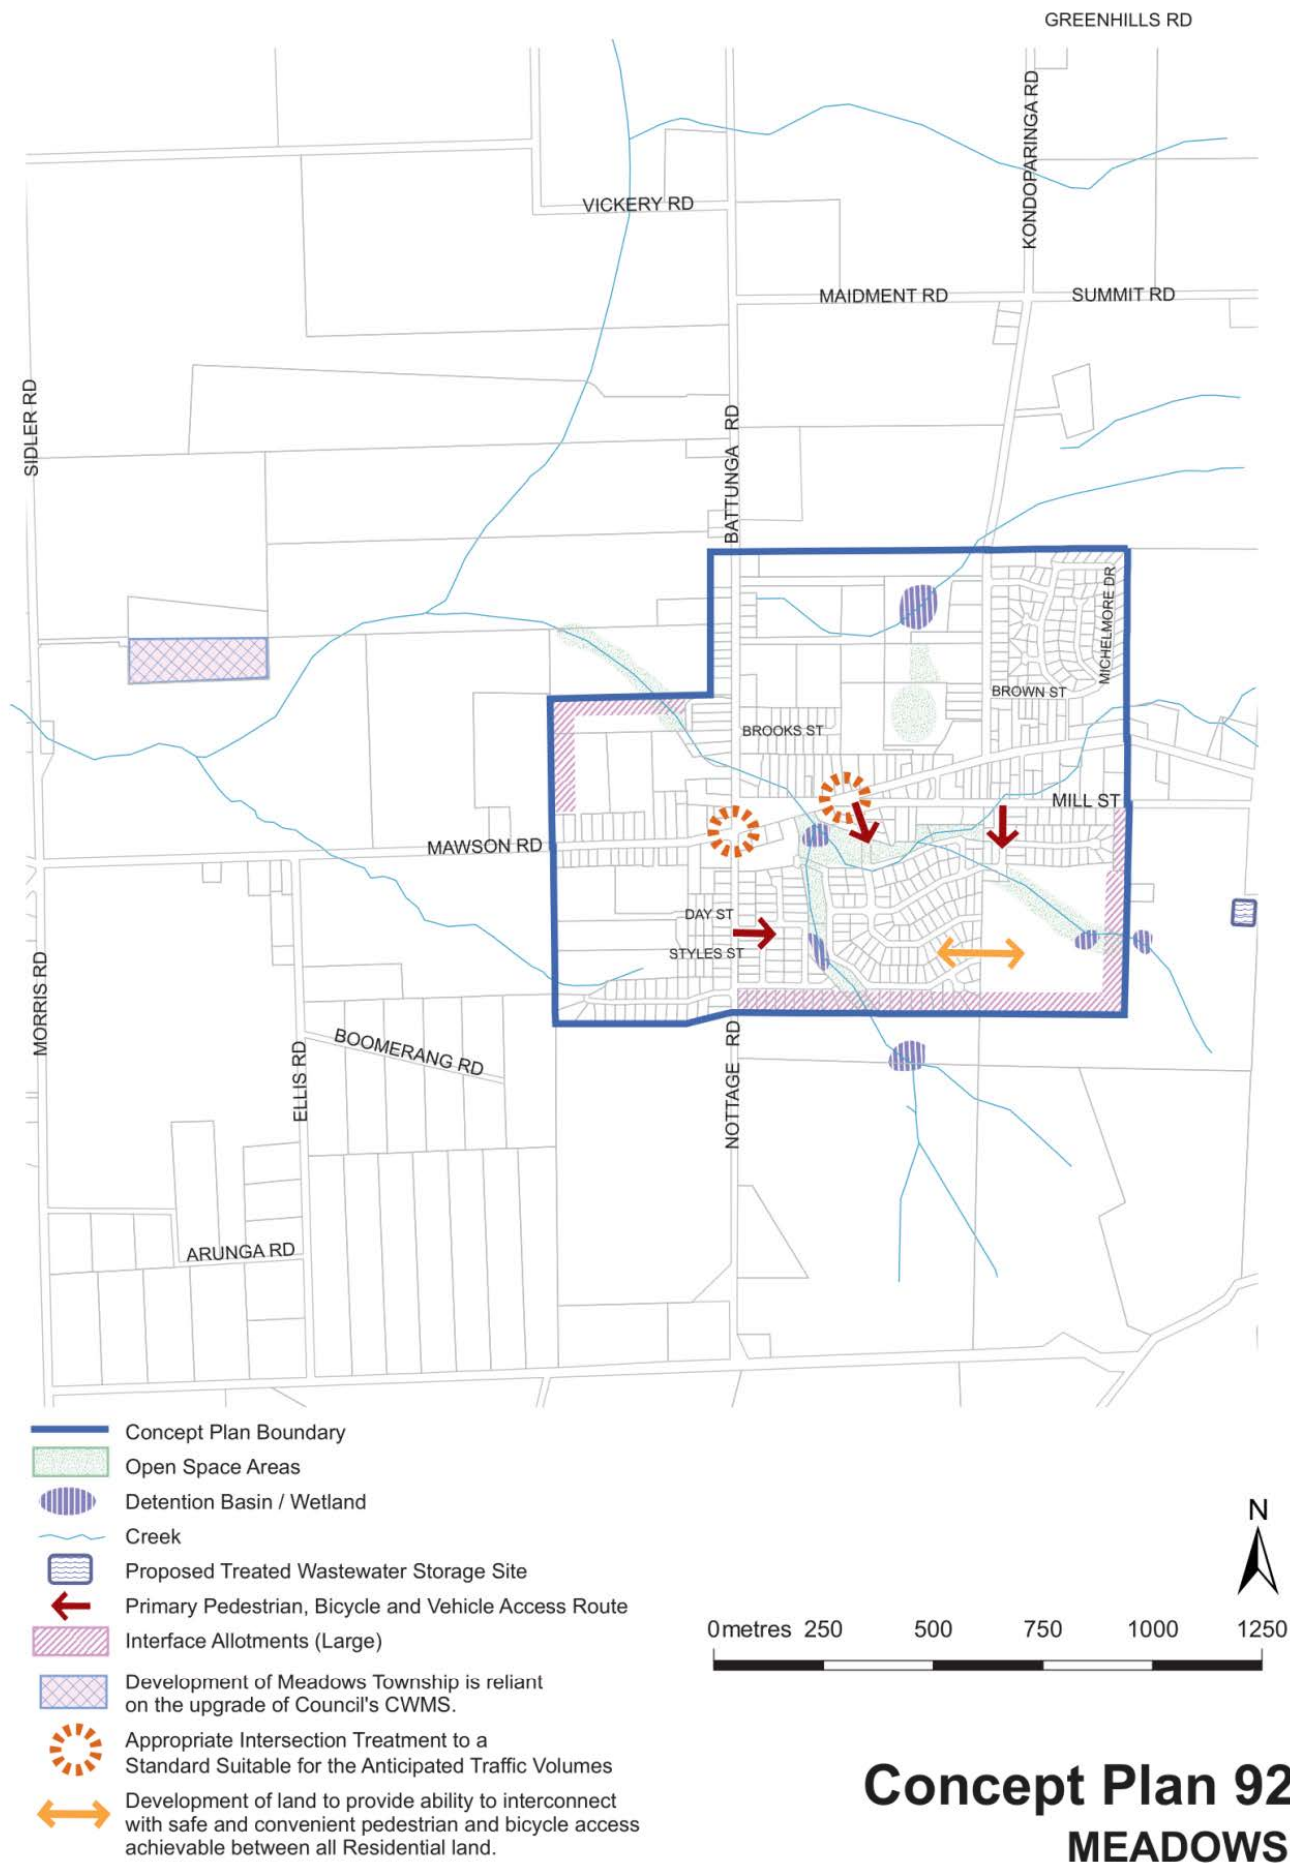 GREENHILLS RD
KONDOPARINGA RD
VICKERY RD
MAIDMENT RD
SUMMIT RD
SIDLER RD
BATTUNGA RD
MICHELMORE DR
BROWN ST
BROOKS ST
MILL ST
MAWSON RD
DAY ST
STYLES ST
MORRIS RD
ELLIS RD
BOOMERANG RD
NOTTAGE RD
ARUNGA RD
Concept Plan Boundary
Open Space Areas
Detention Basin / Wetland
Creek
Proposed Treated Wastewater Storage Site
Primary Pedestrian, Bicycle and Vehicle Access Route
Interface Allotments (Large)
Development of Meadows Township is reliant
on the upgrade of Council's CWMS.
Appropriate Intersection Treatment to a
Standard Suitable for the Anticipated Traffic Volumes
Development of land to provide ability to interconnect
with safe and convenient pedestrian and bicycle access
achievable between all Residential land.
N
0metres 250 500 750 1000 1250
Concept Plan 92
MEADOWS